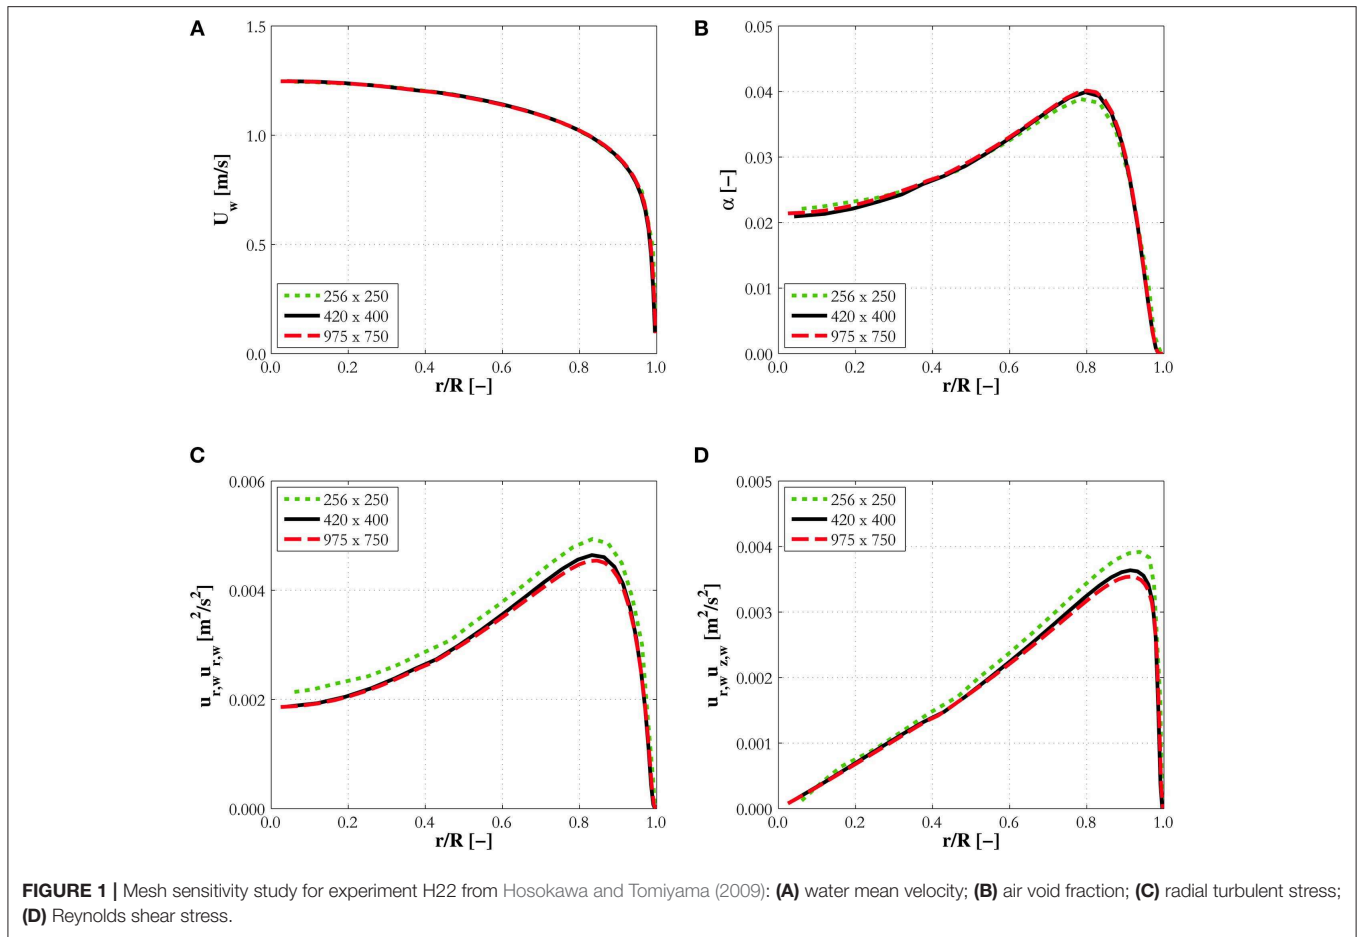 A
1.5
1.0
0.5
0.0
U_w [m/s]
256 x 250
420 x 400
975 x 750
0.0 0.2 0.4 0.6 0.8 1.0
r/R [–]
B
0.05
0.04
0.03
0.02
0.01
0.00
α [–]
256 x 250
420 x 400
975 x 750
0.0 0.2 0.4 0.6 0.8 1.0
r/R [–]
C
0.006
0.004
0.002
0.000
u_{r,w}u_{r,w} [m²/s²]
256 x 250
420 x 400
975 x 750
0.0 0.2 0.4 0.6 0.8 1.0
r/R [–]
D
0.005
0.004
0.003
0.002
0.001
0.000
u_{r,w}u_{z,w} [m²/s²]
256 x 250
420 x 400
975 x 750
0.0 0.2 0.4 0.6 0.8 1.0
r/R [–]
FIGURE 1 | Mesh sensitivity study for experiment H22 from Hosokawa and Tomiyama (2009): (A) water mean velocity; (B) air void fraction; (C) radial turbulent stress;
(D) Reynolds shear stress.